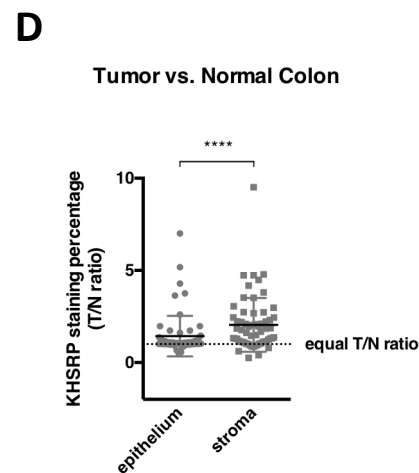 D
Tumor vs. Normal Colon
****
10
5
0
KHSRP staining percentage
(T/N ratio)
equal T/N ratio
epithelium
stroma